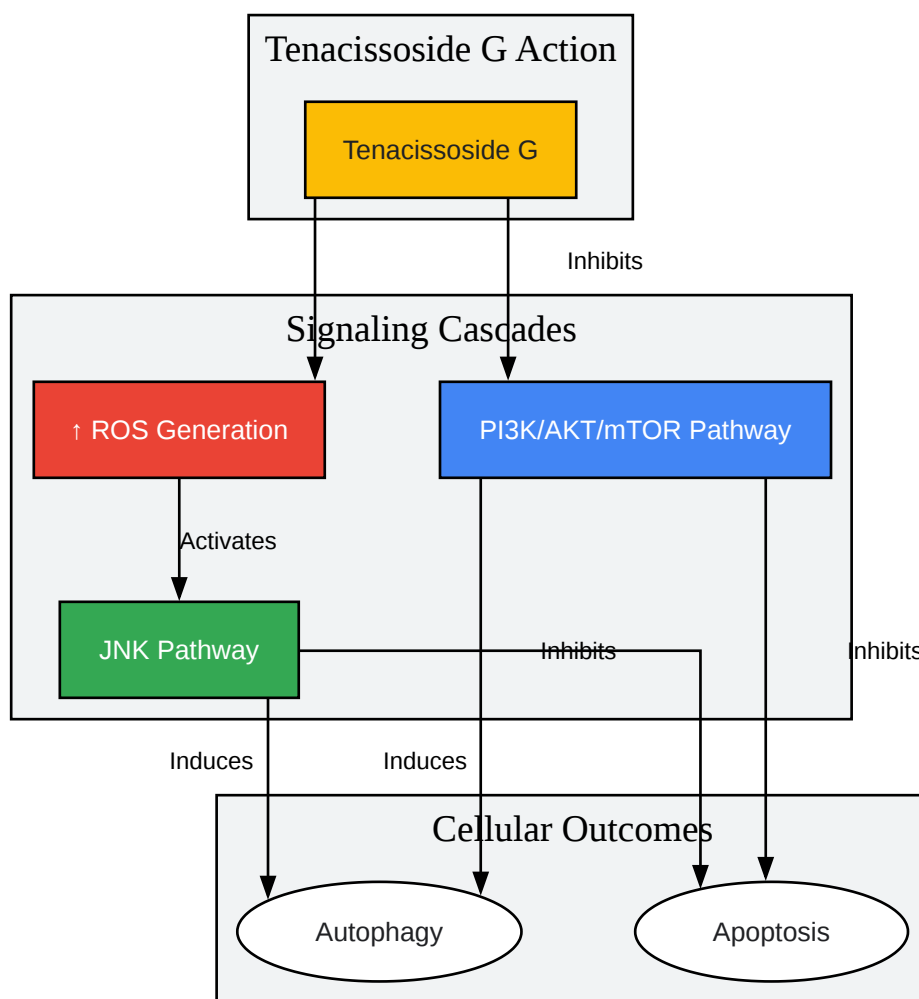 Tenacissoside G Action
Tenacissoside G
Inhibits
Signaling Cascades
↑ ROS Generation
PI3K/AKT/mTOR Pathway
Activates
JNK Pathway
Inhibits
Inhibits
Induces
Induces
Cellular Outcomes
Autophagy
Apoptosis